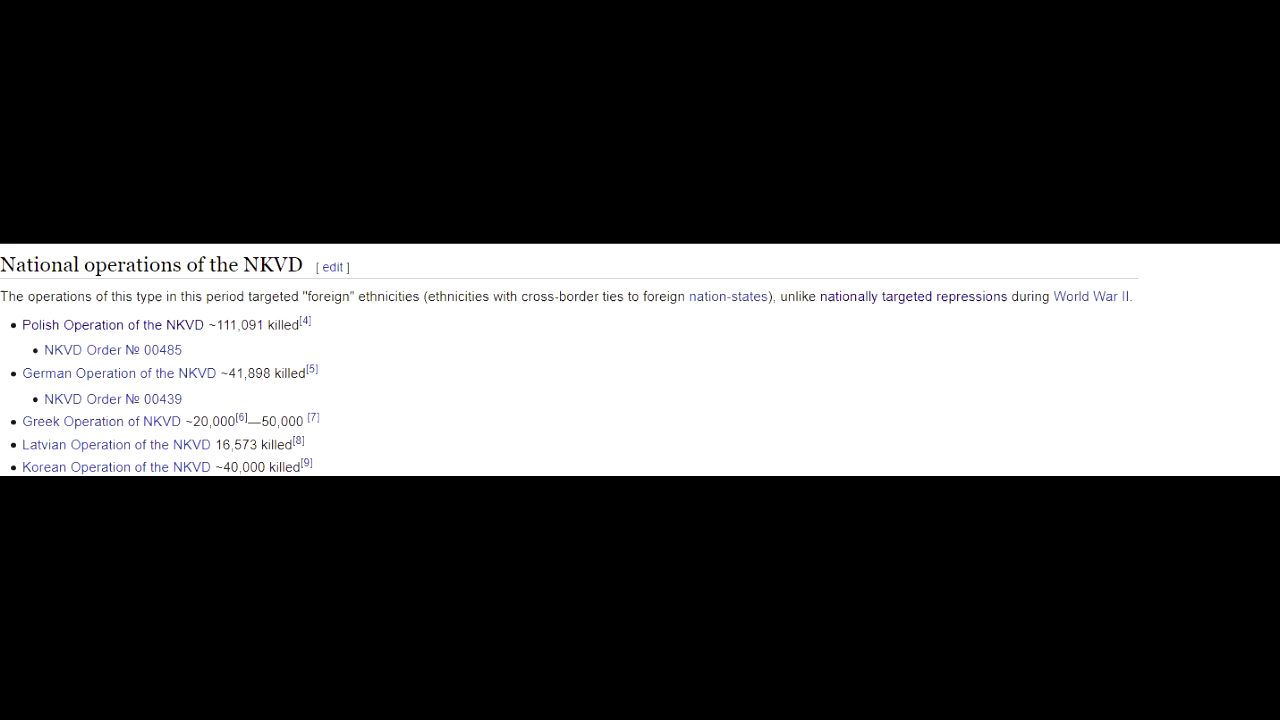 National operations of the NKVD [ edit ]
The operations of this type in this period targeted "foreign" ethnicities (ethnicities with cross-border ties to foreign nation-states), unlike nationally targeted repressions during World War II.
• Polish Operation of the NKVD ~111,091 killed[4]
• NKVD Order № 00485
• German Operation of the NKVD ~41,898 killed[5]
• NKVD Order № 00439
• Greek Operation of NKVD ~20,000[6]—50,000 [7]
• Latvian Operation of the NKVD 16,573 killed[8]
• Korean Operation of the NKVD ~40,000 killed[9]